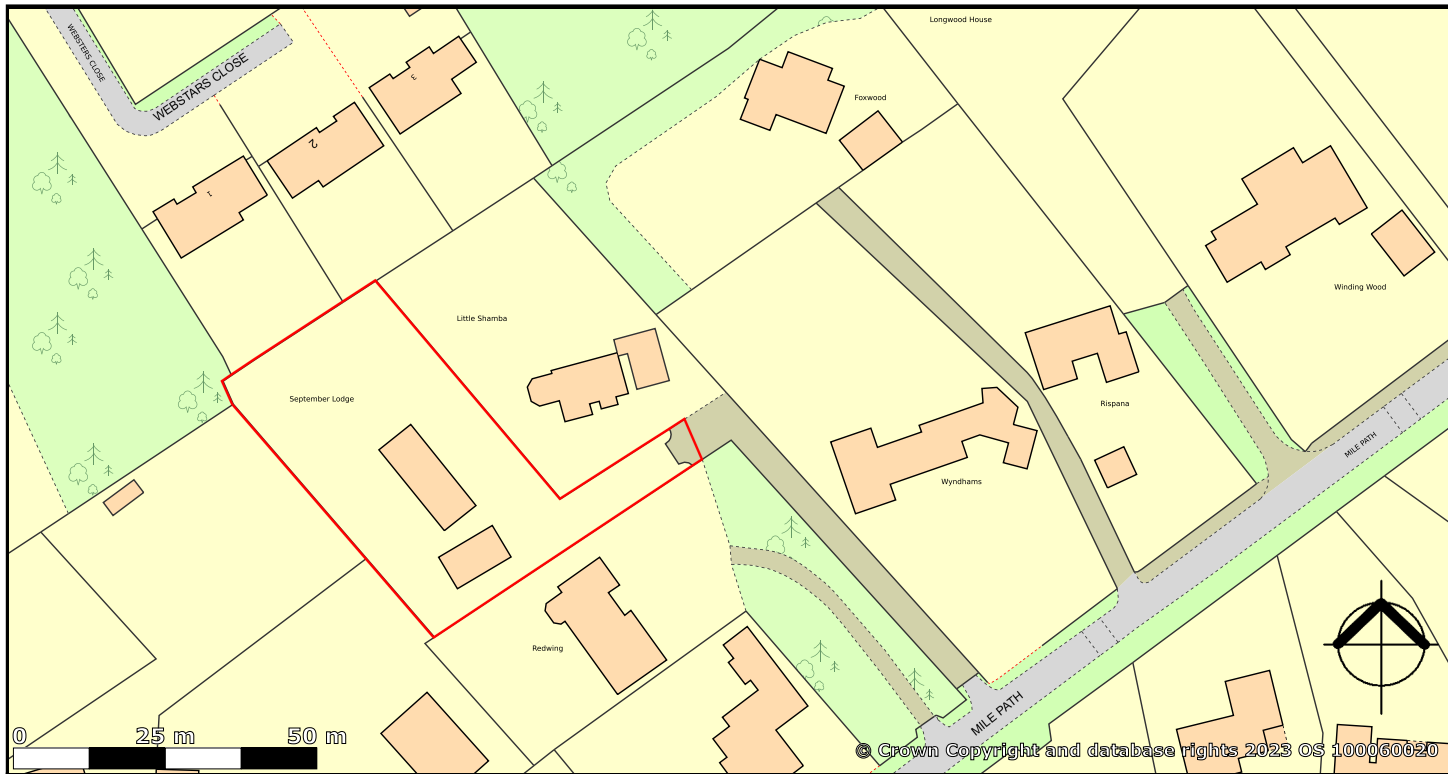 Longwood House
WEBSTERS CLOSE
WEBSTARS CLOSE
3
Foxwood
2
1
Winding Wood
Little Shamba
September Lodge
Rispana
MILE PATH
Wyndhams
Redwing
MILE PATH
0 25 m 50 m
© Crown Copyright and database rights 2023 OS 100060020